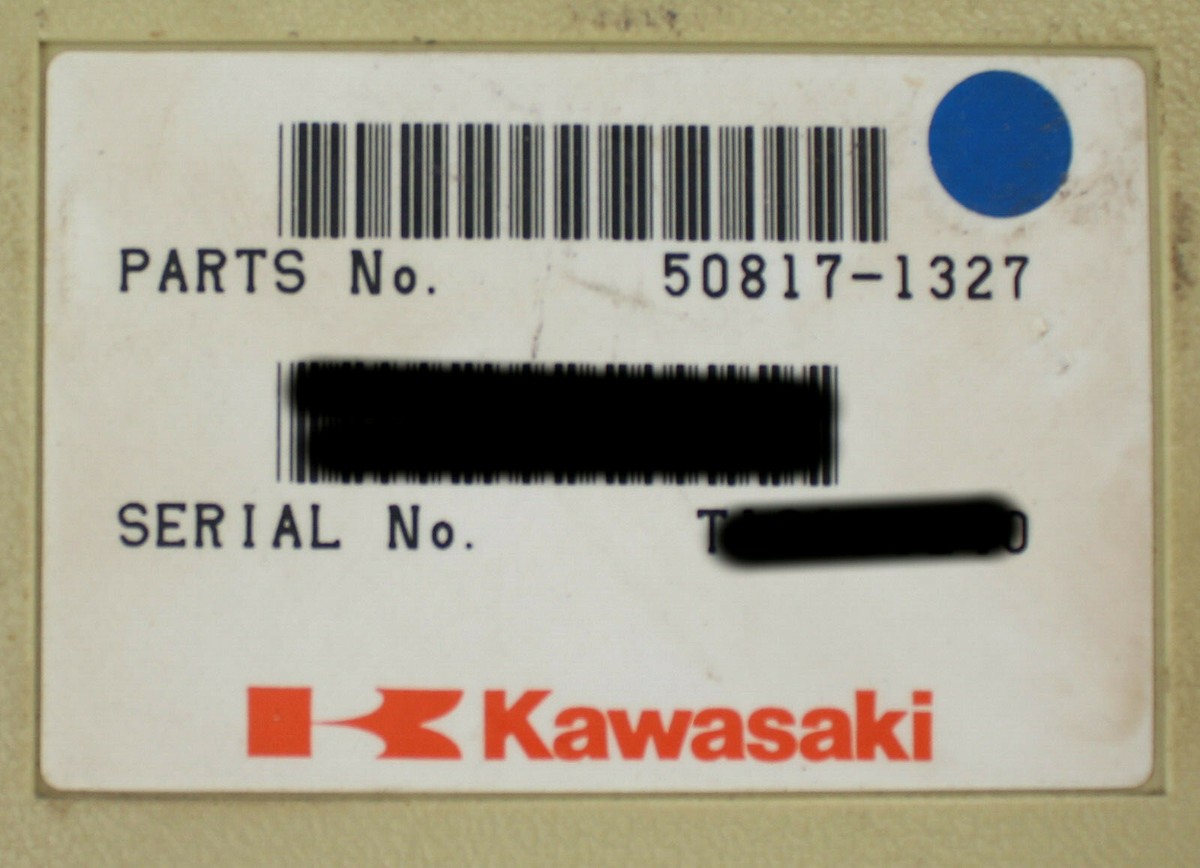 PARTS No. 50817-1327
SERIAL No.
Kawasaki